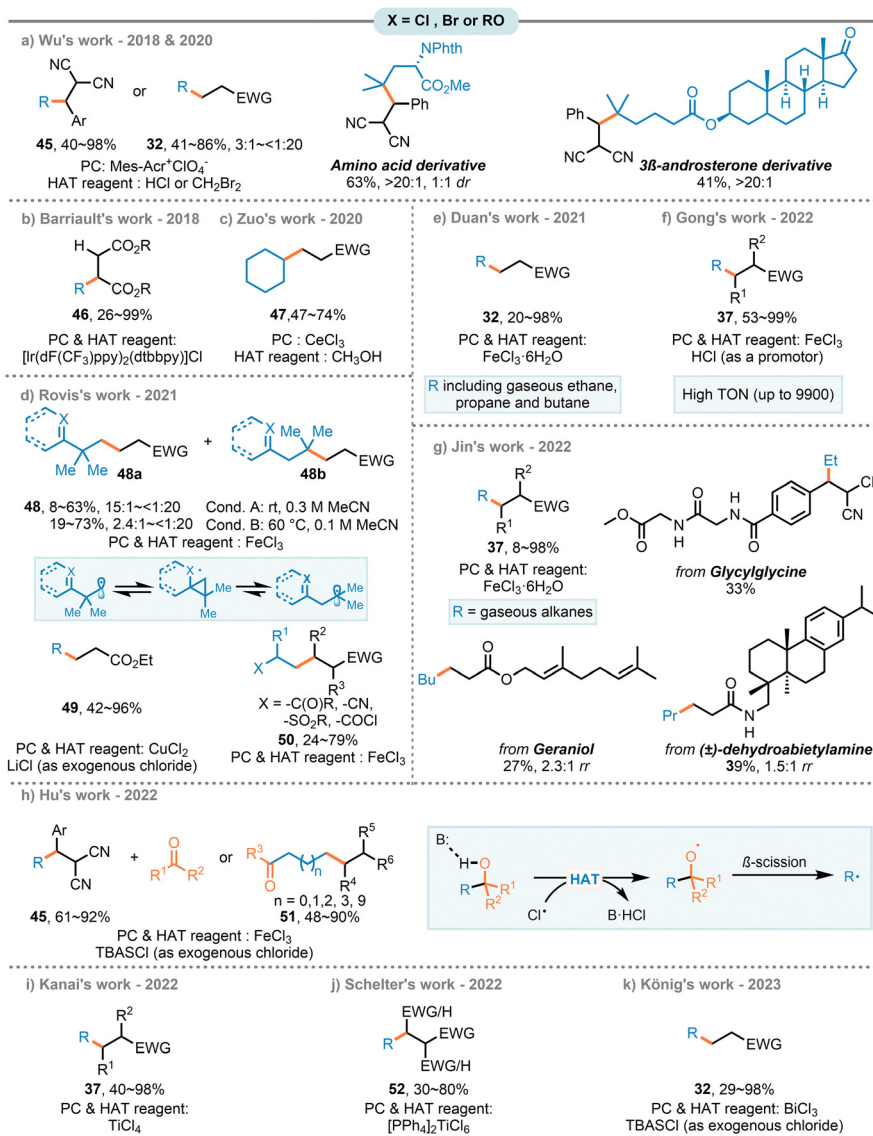 X = Cl , Br or RO
a) Wu's work - 2018 & 2020
CN
CN
R
Ar
or
R
EWG
45, 40~98%
32, 41~86%, 3:1~<1:20
PC: Mes-Acr⁺ClO₄⁻
HAT reagent : HCl or CH₂Br₂
NPhth
CO₂Me
Ph
NC
CN
Amino acid derivative
63%, >20:1, 1:1 dr
O
H
H
H
O
O
Ph
NC
CN
3ß-androsterone derivative
41%, >20:1
b) Barriault's work - 2018
H
CO₂R
R
CO₂R
46, 26~99%
PC & HAT reagent:
[Ir(dF(CF₃)ppy)₂(dtbbpy)]Cl
c) Zuo's work - 2020
EWG
47,47~74%
PC : CeCl₃
HAT reagent : CH₃OH
e) Duan's work - 2021
R
EWG
32, 20~98%
PC & HAT reagent:
FeCl₃·6H₂O
R including gaseous ethane,
propane and butane
f) Gong's work - 2022
R²
R
EWG
R¹
37, 53~99%
PC & HAT reagent: FeCl₃
HCl (as a promotor)
High TON (up to 9900)
d) Rovis's work - 2021
X
EWG
Me Me
48a
+
X
Me
Me
EWG
48b
48, 8~63%, 15:1~<1:20 Cond. A: rt, 0.3 M MeCN
19~73%, 2.4:1~<1:20 Cond. B: 60 °C, 0.1 M MeCN
PC & HAT reagent : FeCl₃
X
Me
Me
X
Me
Me
X
Me
Me
R
CO₂Et
49, 42~96%
PC & HAT reagent: CuCl₂
LiCl (as exogenous chloride)
R¹
R²
X
EWG
R³
X = -C(O)R, -CN,
-SO₂R, -COCl
50, 24~79%
PC & HAT reagent : FeCl₃
g) Jin's work - 2022
R²
R
EWG
R¹
37, 8~98%
PC & HAT reagent:
FeCl₃·6H₂O
R = gaseous alkanes
Et
O
O
O
N
H
H
N
O
CN
from Glycylglycine
33%
Bu
O
O
from Geraniol
27%, 2.3:1 rr
Pr
O
N
H
from (±)-dehydroabietylamine
39%, 1.5:1 rr
h) Hu's work - 2022
Ar
R
CN
CN
+
O
R¹
R²
or
R³
O
n
R⁵
R⁶
R⁴
n = 0,1,2, 3, 9
45, 61~92%
51, 48~90%
PC & HAT reagent : FeCl₃
TBASCl (as exogenous chloride)
B:
H
O
R
R¹
R²
HAT
Cl•
B·HCl
O•
R
R¹
R²
ß-scission
R•
i) Kanai's work - 2022
R²
R
EWG
R¹
37, 40~98%
PC & HAT reagent:
TiCl₄
j) Schelter's work - 2022
EWG/H
R
EWG
EWG/H
52, 30~80%
PC & HAT reagent:
[PPh₄]₂TiCl₆
k) König's work - 2023
R
EWG
32, 29~98%
PC & HAT reagent: BiCl₃
TBASCl (as exogenous chloride)